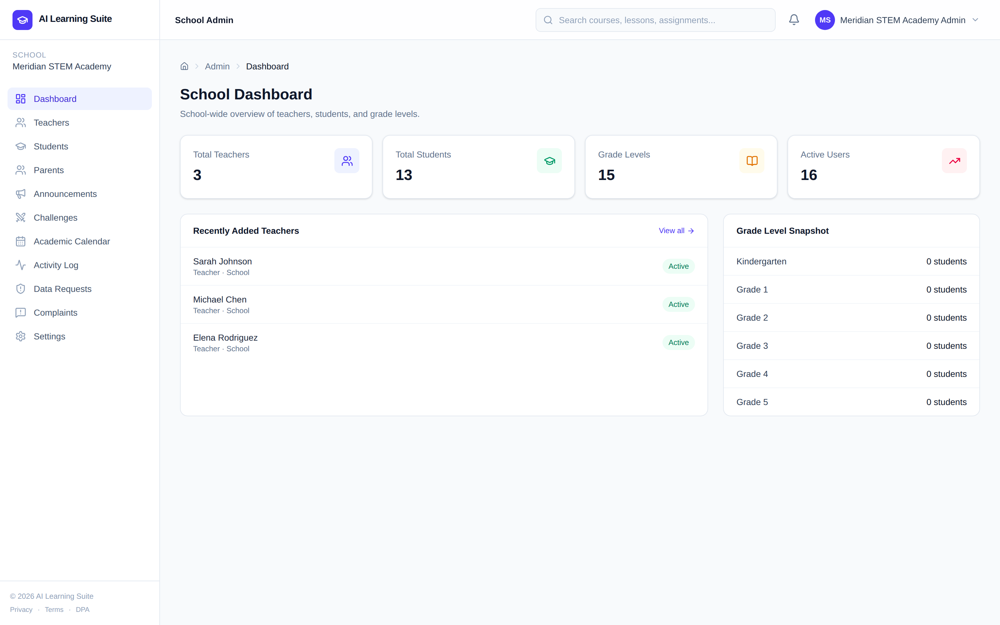 AI Learning Suite
School Admin
Search courses, lessons, assignments...
MS
Meridian STEM Academy Admin
SCHOOL
Meridian STEM Academy
Dashboard
Teachers
Students
Parents
Announcements
Challenges
Academic Calendar
Activity Log
Data Requests
Complaints
Settings
© 2026 AI Learning Suite
Privacy · Terms · DPA
Admin
Dashboard
School Dashboard
School-wide overview of teachers, students, and grade levels.
Total Teachers
3
Total Students
13
Grade Levels
15
Active Users
16
Recently Added Teachers
View all
Sarah Johnson
Teacher · School
Active
Michael Chen
Teacher · School
Active
Elena Rodriguez
Teacher · School
Active
Grade Level Snapshot
Kindergarten 0 students
Grade 1 0 students
Grade 2 0 students
Grade 3 0 students
Grade 4 0 students
Grade 5 0 students